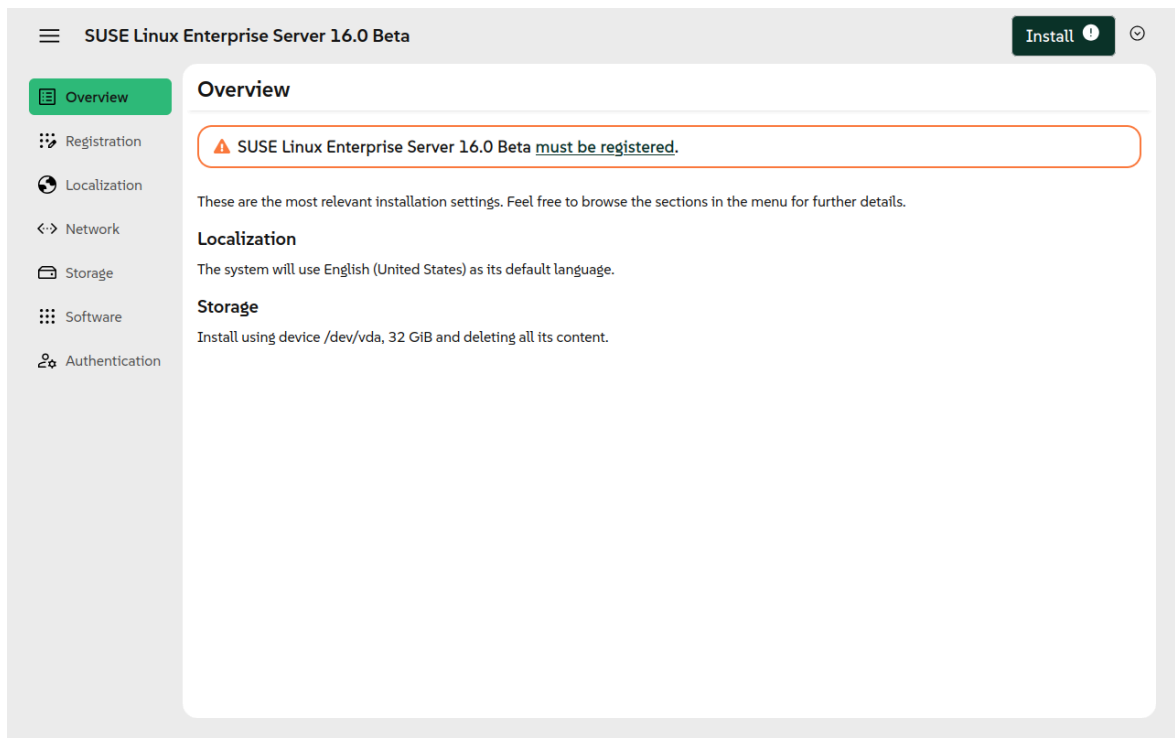 SUSE Linux Enterprise Server 16.0 Beta
Install
Overview
Registration
Localization
Network
Storage
Software
Authentication
Overview
SUSE Linux Enterprise Server 16.0 Beta must be registered.
These are the most relevant installation settings. Feel free to browse the sections in the menu for further details.
Localization
The system will use English (United States) as its default language.
Storage
Install using device /dev/vda, 32 GiB and deleting all its content.